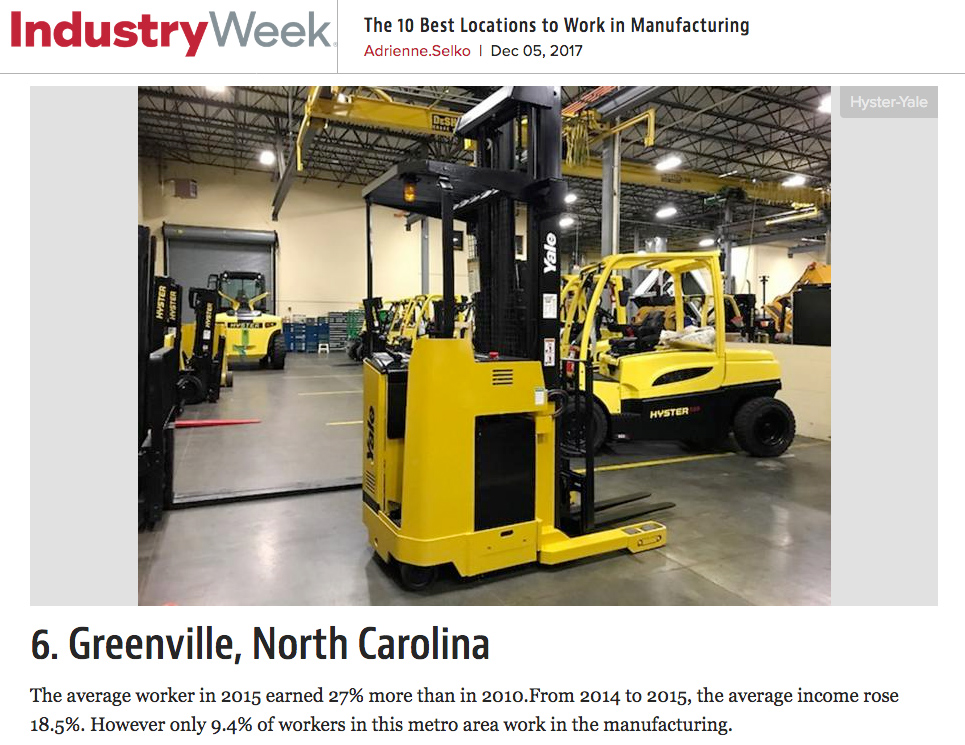 IndustryWeek.
The 10 Best Locations to Work in Manufacturing
Adrienne.Selko | Dec 05, 2017
Hyster-Yale
Yale
HYSTER
HYSTER
HYSTER
HYSTER
HYSTER
Yale
6. Greenville, North Carolina
The average worker in 2015 earned 27% more than in 2010.From 2014 to 2015, the average income rose
18.5%. However only 9.4% of workers in this metro area work in the manufacturing.